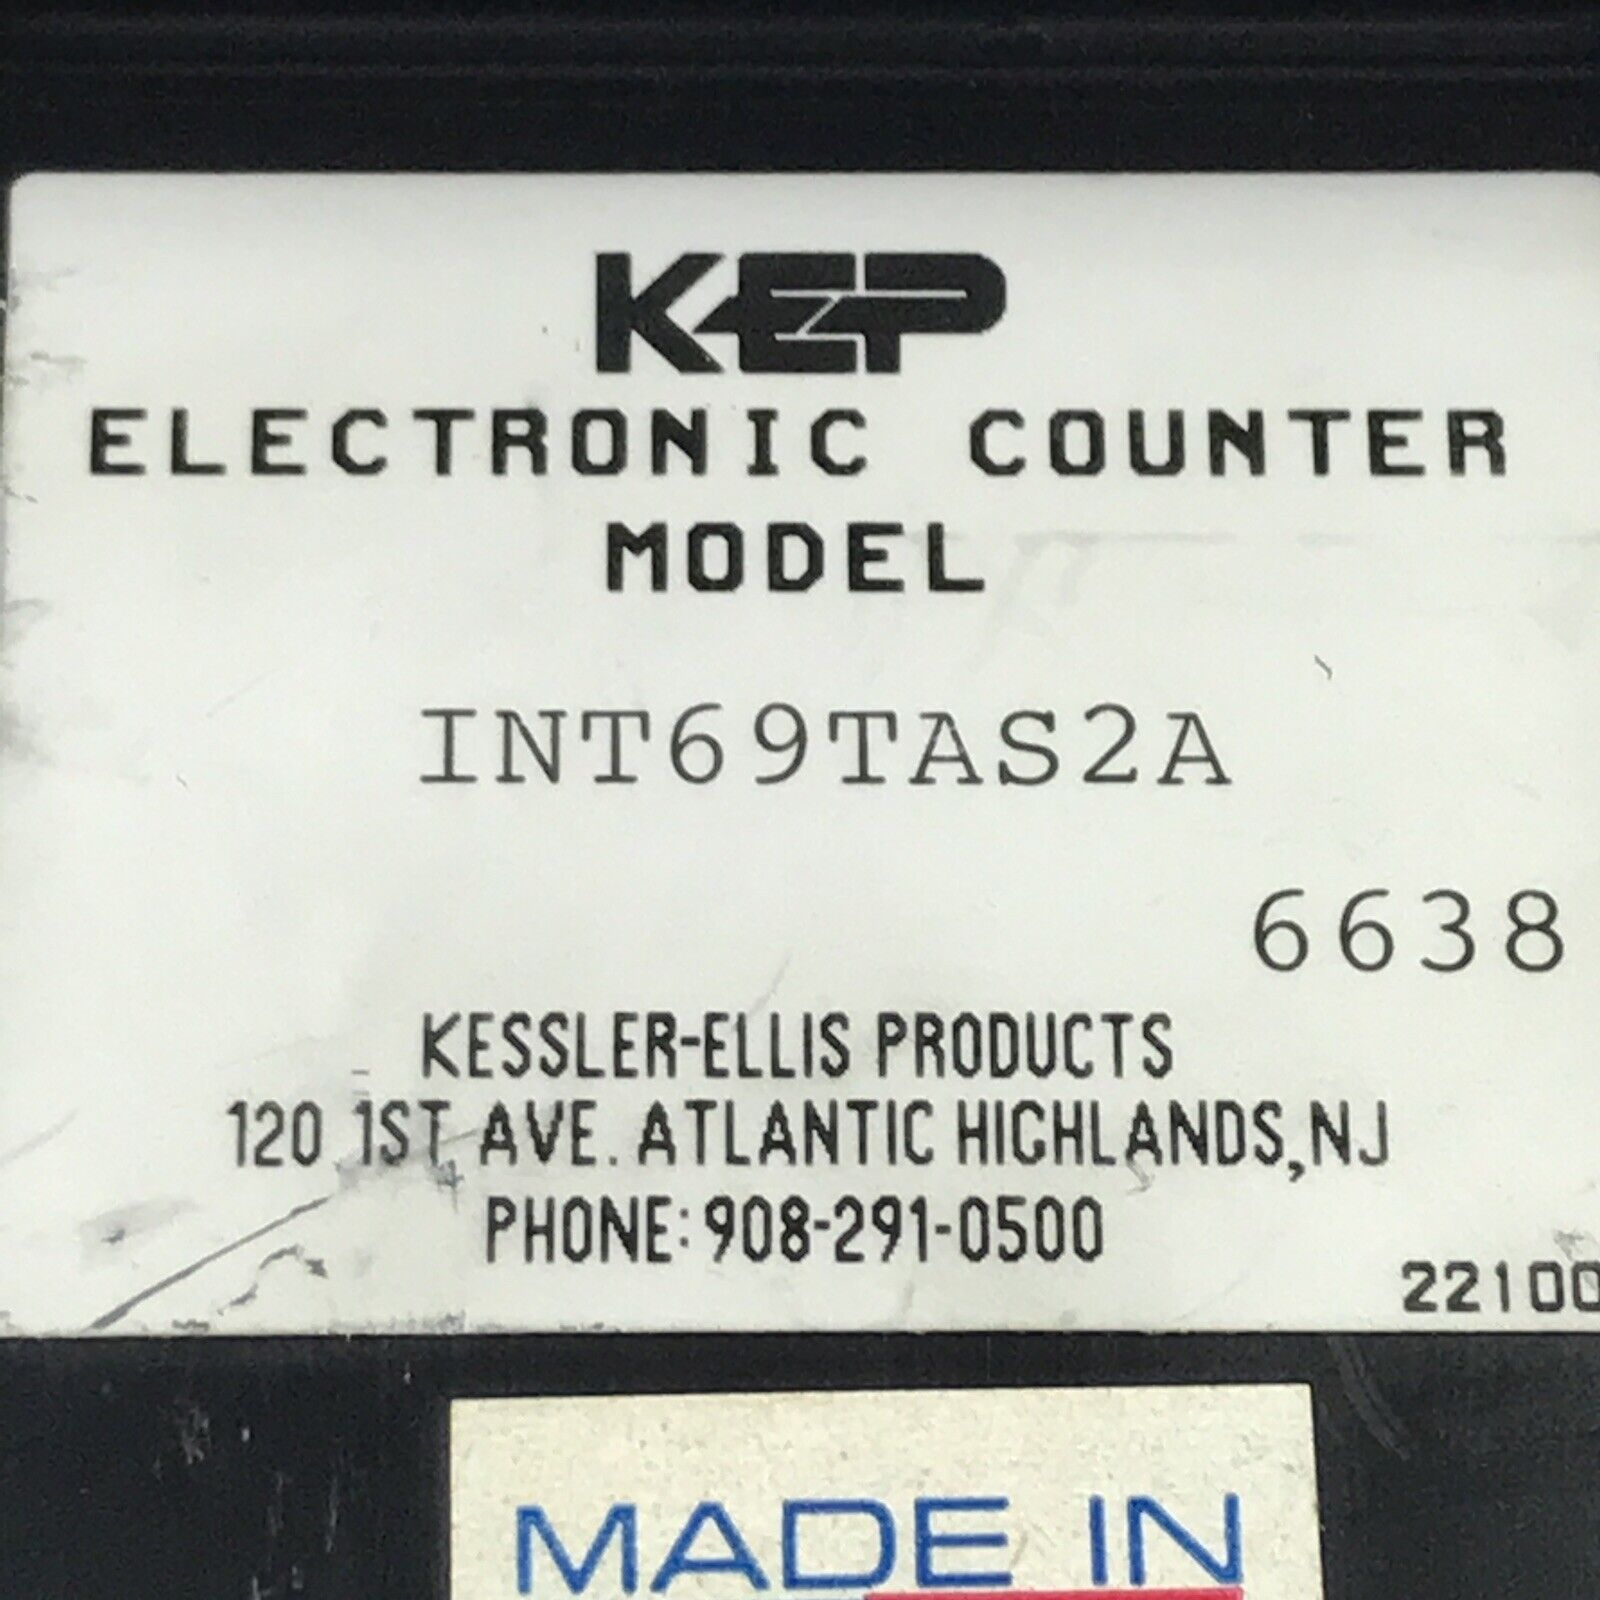 KEP
ELECTRONIC COUNTER
MODEL
INT69TAS2A
6638
KESSLER-ELLIS PRODUCTS
120 1ST AVE. ATLANTIC HIGHLANDS,NJ
PHONE: 908-291-0500
22100
MADE IN